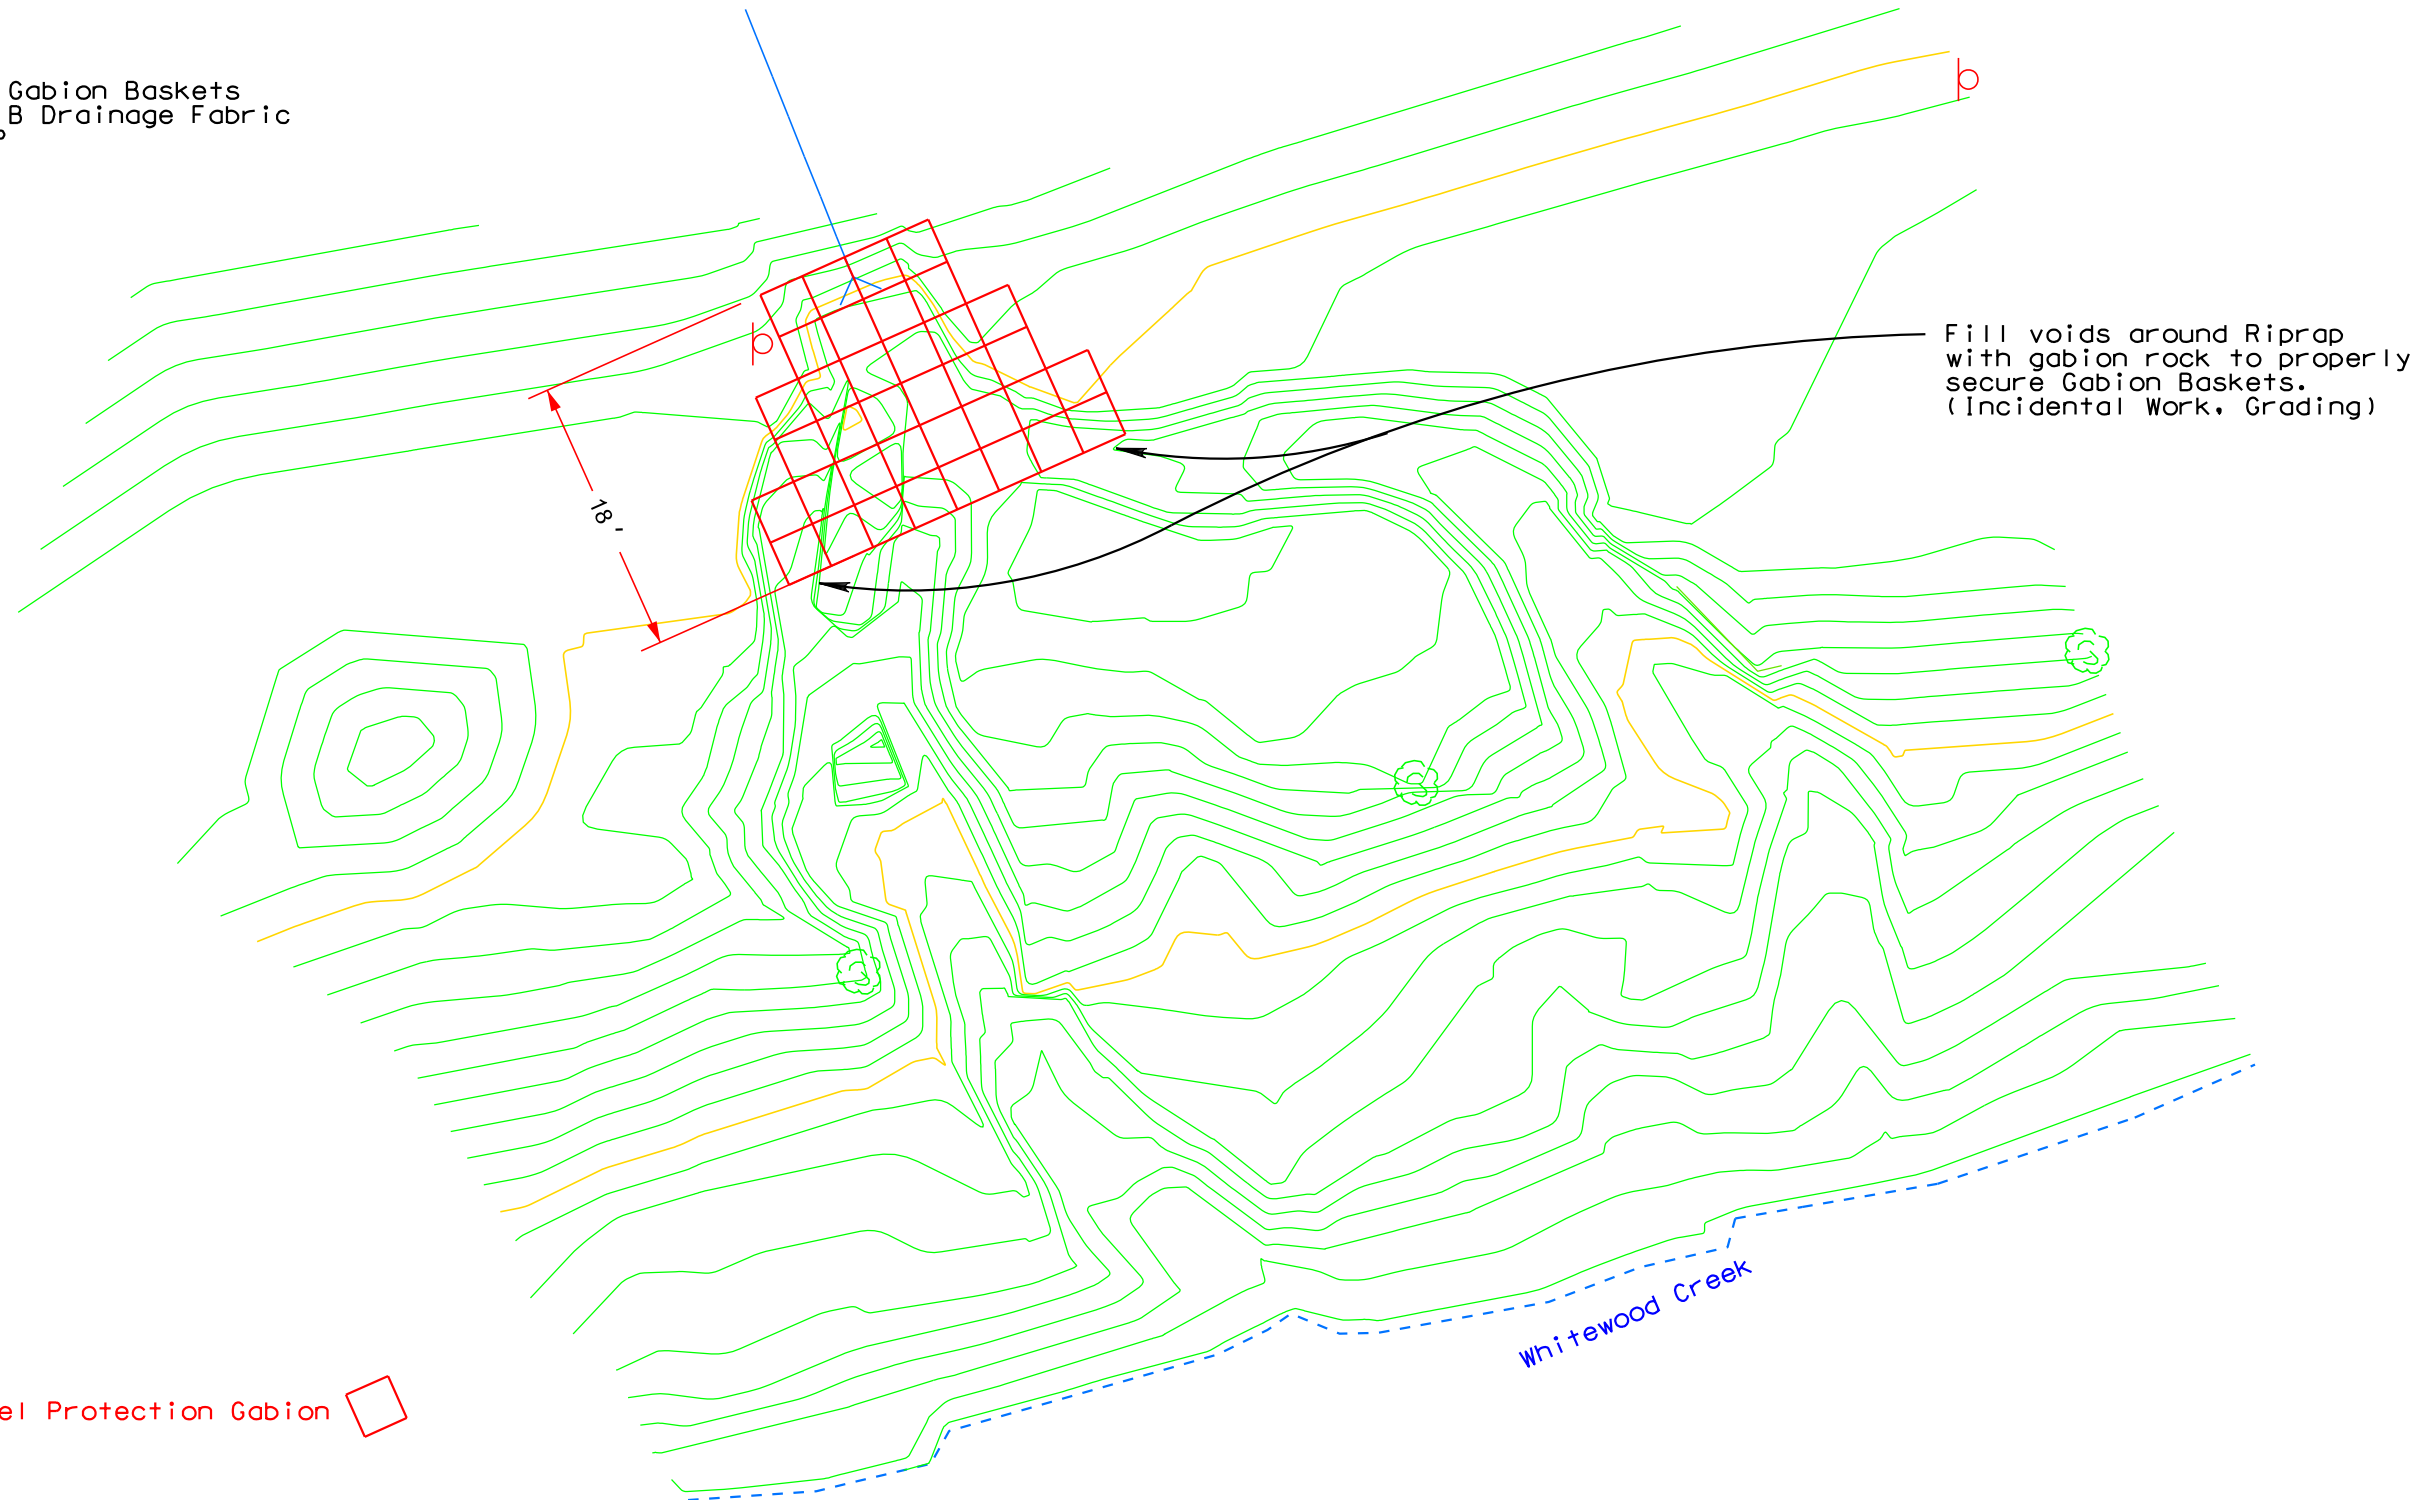 Gabion Baskets
B Drainage Fabric
Fill voids around Riprap
with gabion rock to properly
secure Gabion Baskets.
(Incidental Work, Grading)
18'
Whitewood Creek
el Protection Gabion